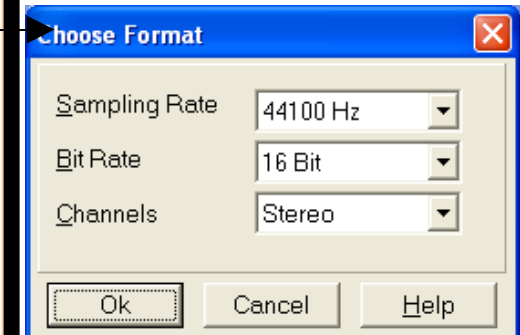 Choose Format
Sampling Rate 44100 Hz
Bit Rate 16 Bit
Channels Stereo
Ok Cancel Help